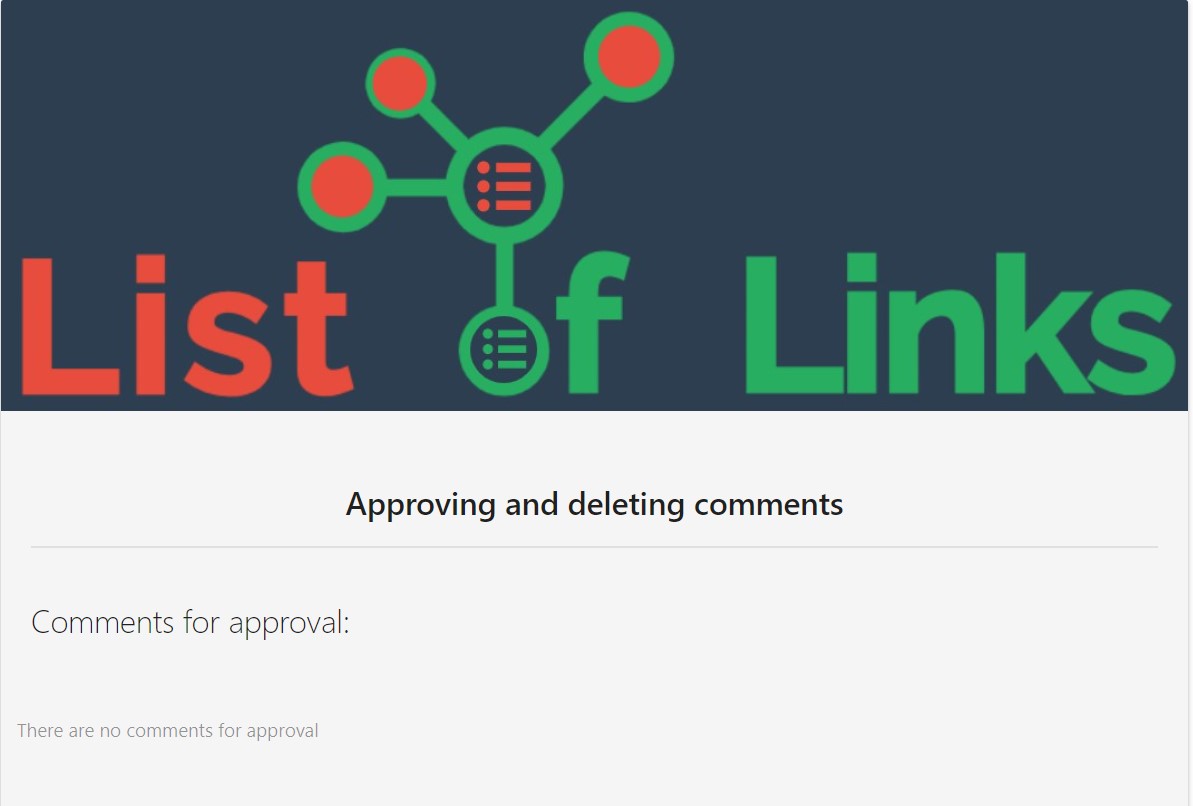 List Of Links
Approving and deleting comments
Comments for approval:
There are no comments for approval